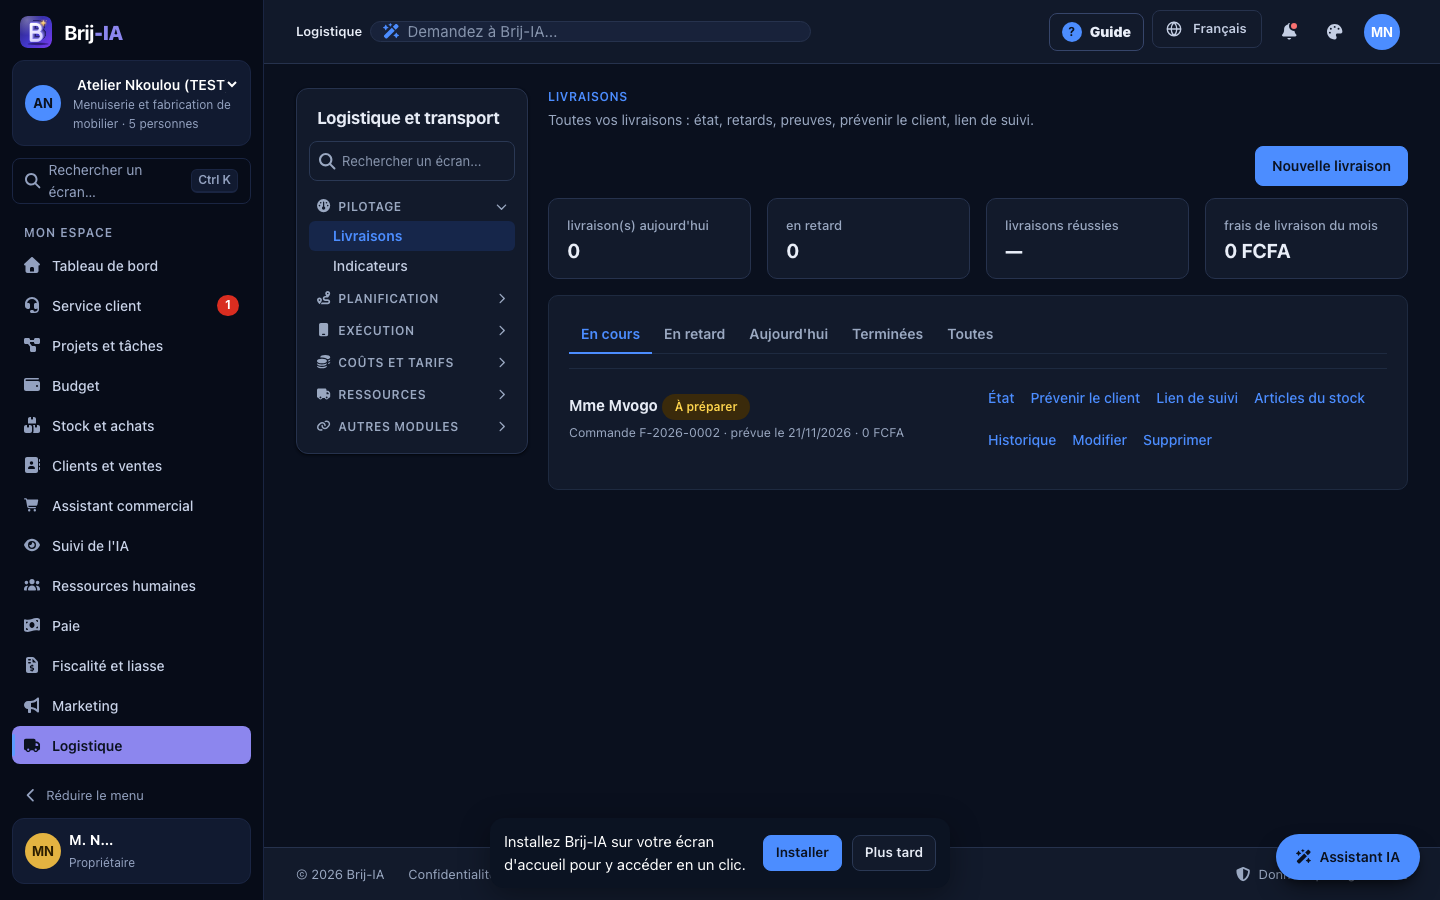 Brij-IA
AN
Atelier Nkoulou (TEST
Menuiserie et fabrication de
mobilier · 5 personnes
Rechercher un
écran...
Ctrl K
MON ESPACE
Tableau de bord
Service client
1
Projets et tâches
Budget
Stock et achats
Clients et ventes
Assistant commercial
Suivi de l'IA
Ressources humaines
Paie
Fiscalité et liasse
Marketing
Logistique
Réduire le menu
MN
M. N...
Propriétaire
Logistique
Demandez à Brij-IA...
? Guide
Français
MN
Logistique et transport
Rechercher un écran...
PILOTAGE
Livraisons
Indicateurs
PLANIFICATION
EXÉCUTION
COÛTS ET TARIFS
RESSOURCES
AUTRES MODULES
LIVRAISONS
Toutes vos livraisons : état, retards, preuves, prévenir le client, lien de suivi.
Nouvelle livraison
livraison(s) aujourd'hui
0
en retard
0
livraisons réussies
—
frais de livraison du mois
0 FCFA
En cours En retard Aujourd'hui Terminées Toutes
Mme Mvogo À préparer
Commande F-2026-0002 · prévue le 21/11/2026 · 0 FCFA
État Prévenir le client Lien de suivi Articles du stock
Historique Modifier Supprimer
Installez Brij-IA sur votre écran
d'accueil pour y accéder en un clic.
Installer
Plus tard
Assistant IA
© 2026 Brij-IA